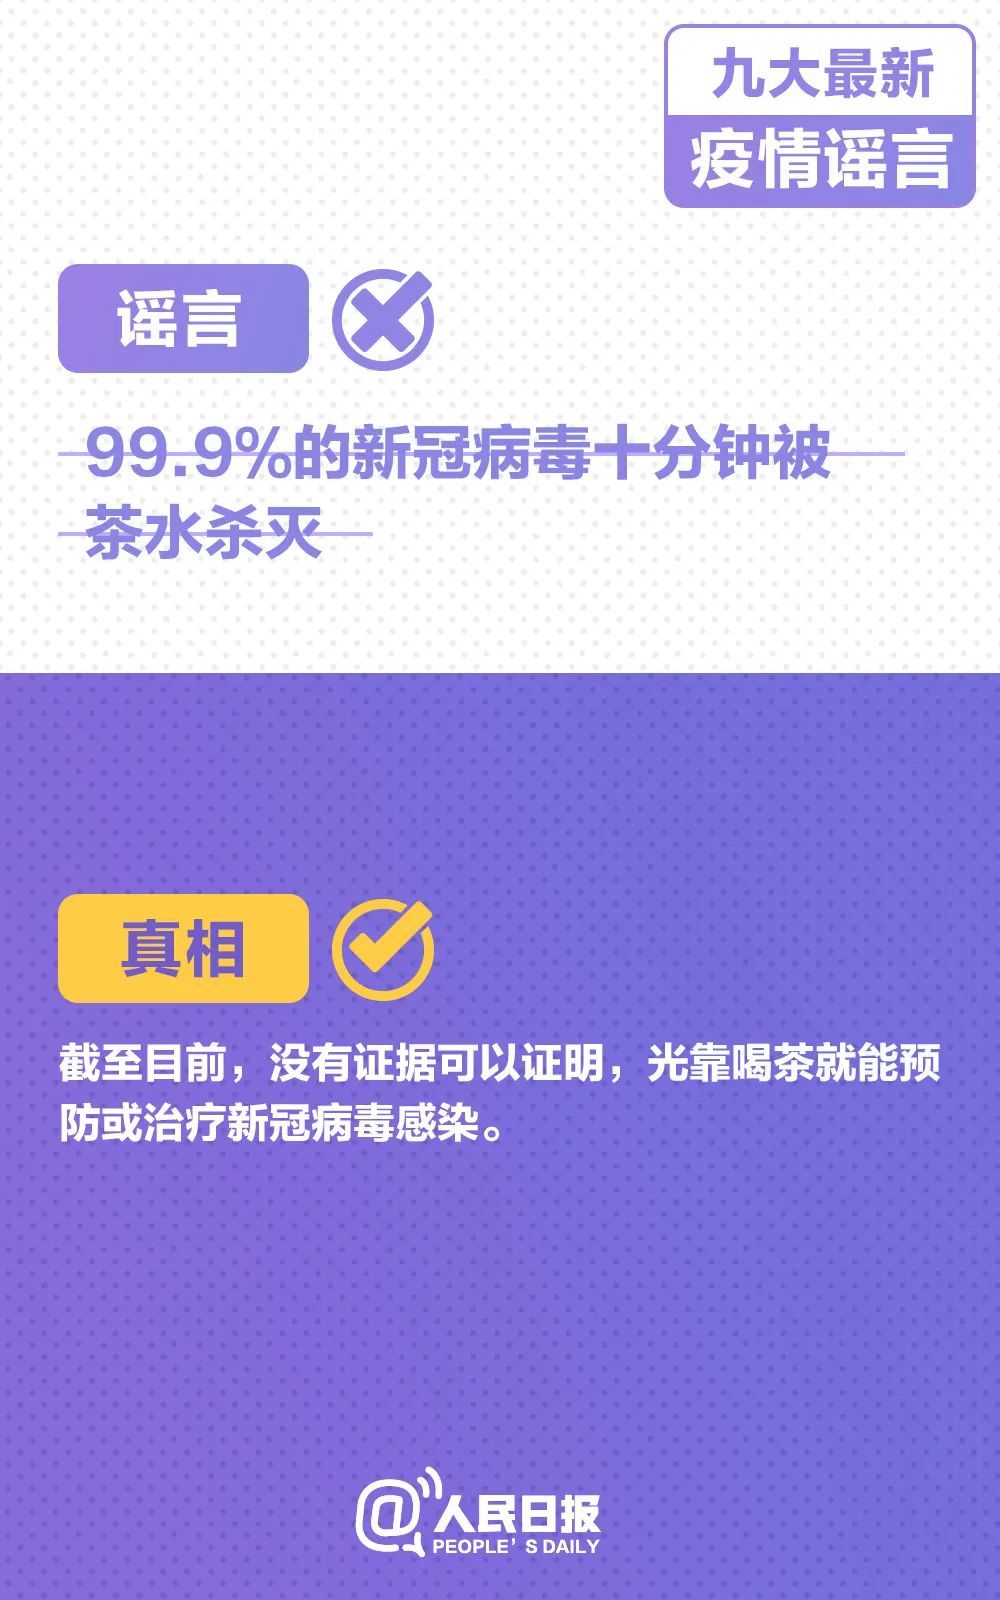 九大最新
疫情谣言
谣言
99.9%的新冠病毒十分钟被
茶水杀灭
真相
截至目前，没有证据可以证明，光靠喝茶就能预
防或治疗新冠病毒感染。
@人民日报
PEOPLE'S DAILY